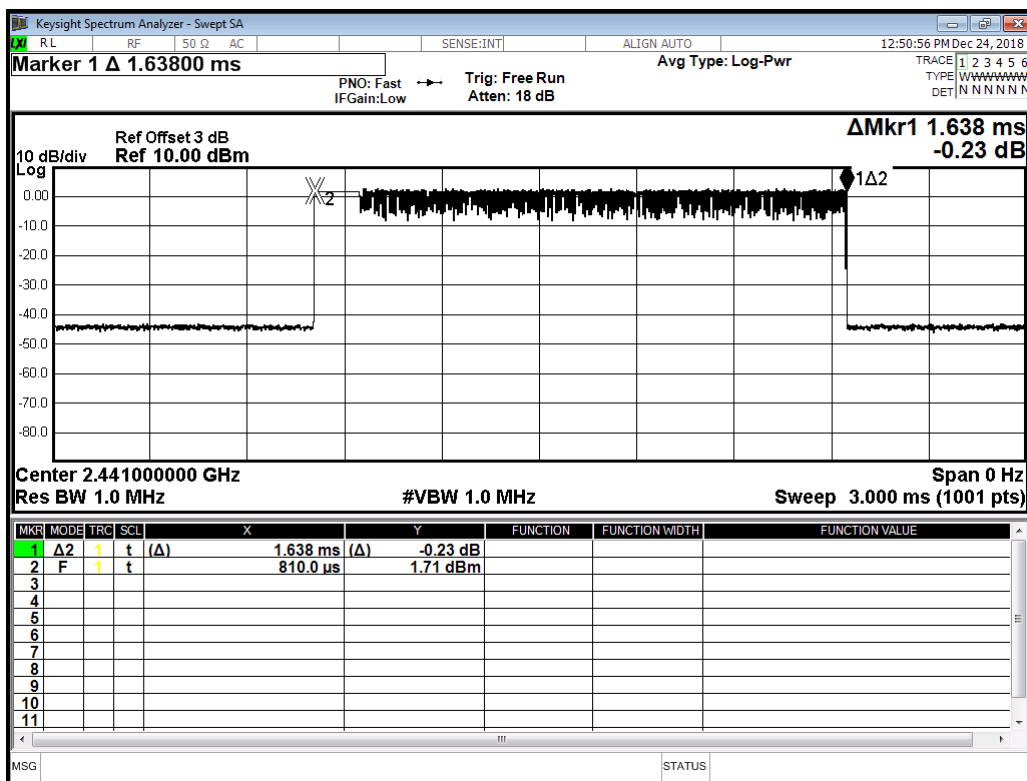 Keysight Spectrum Analyzer - Swept SA
LXI RL RF 50 Ω AC SENSE:INT ALIGN AUTO 12:50:56 PM Dec 24, 2018
Marker 1 Δ 1.63800 ms
PNO: Fast Trig: Free Run Avg Type: Log-Pwr TRACE 1 2 3 4 5 6
IFGain:Low Atten: 18 dB TYPE WWWWWW
DET N N N N N N
ΔMkr1 1.638 ms
-0.23 dB
Ref Offset 3 dB
10 dB/div Ref 10.00 dBm
Log
1Δ2
2
0.00
-10.0
-20.0
-30.0
-40.0
-50.0
-60.0
-70.0
-80.0
Center 2.441000000 GHz Span 0 Hz
Res BW 1.0 MHz #VBW 1.0 MHz Sweep 3.000 ms (1001 pts)
MKR MODE TRC SCL X Y FUNCTION FUNCTION WIDTH FUNCTION VALUE
1 Δ2 1 t (Δ) 1.638 ms (Δ) -0.23 dB
2 F 1 t 810.0 µs 1.71 dBm
3
4
5
6
7
8
9
10
11
MSG STATUS